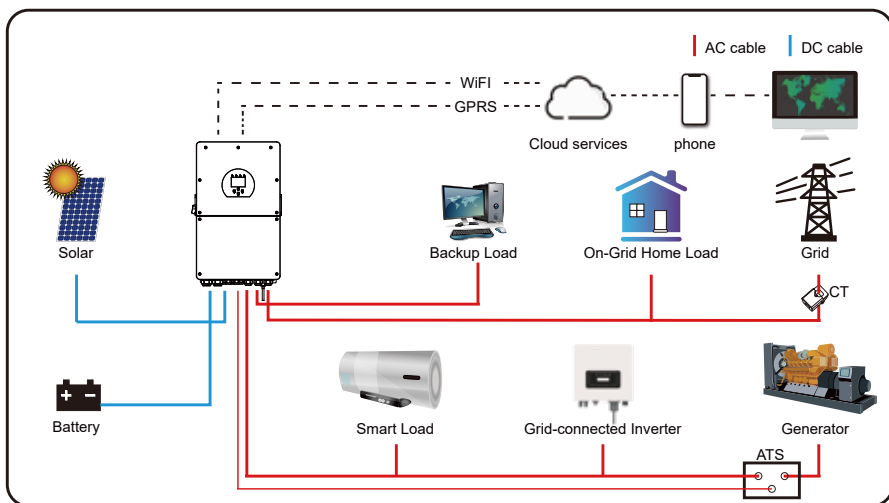 AC cable
DC cable
WiFI
GPRS
Cloud services
phone
Solar
Backup Load
On-Grid Home Load
Grid
CT
Battery
Smart Load
Grid-connected Inverter
Generator
ATS